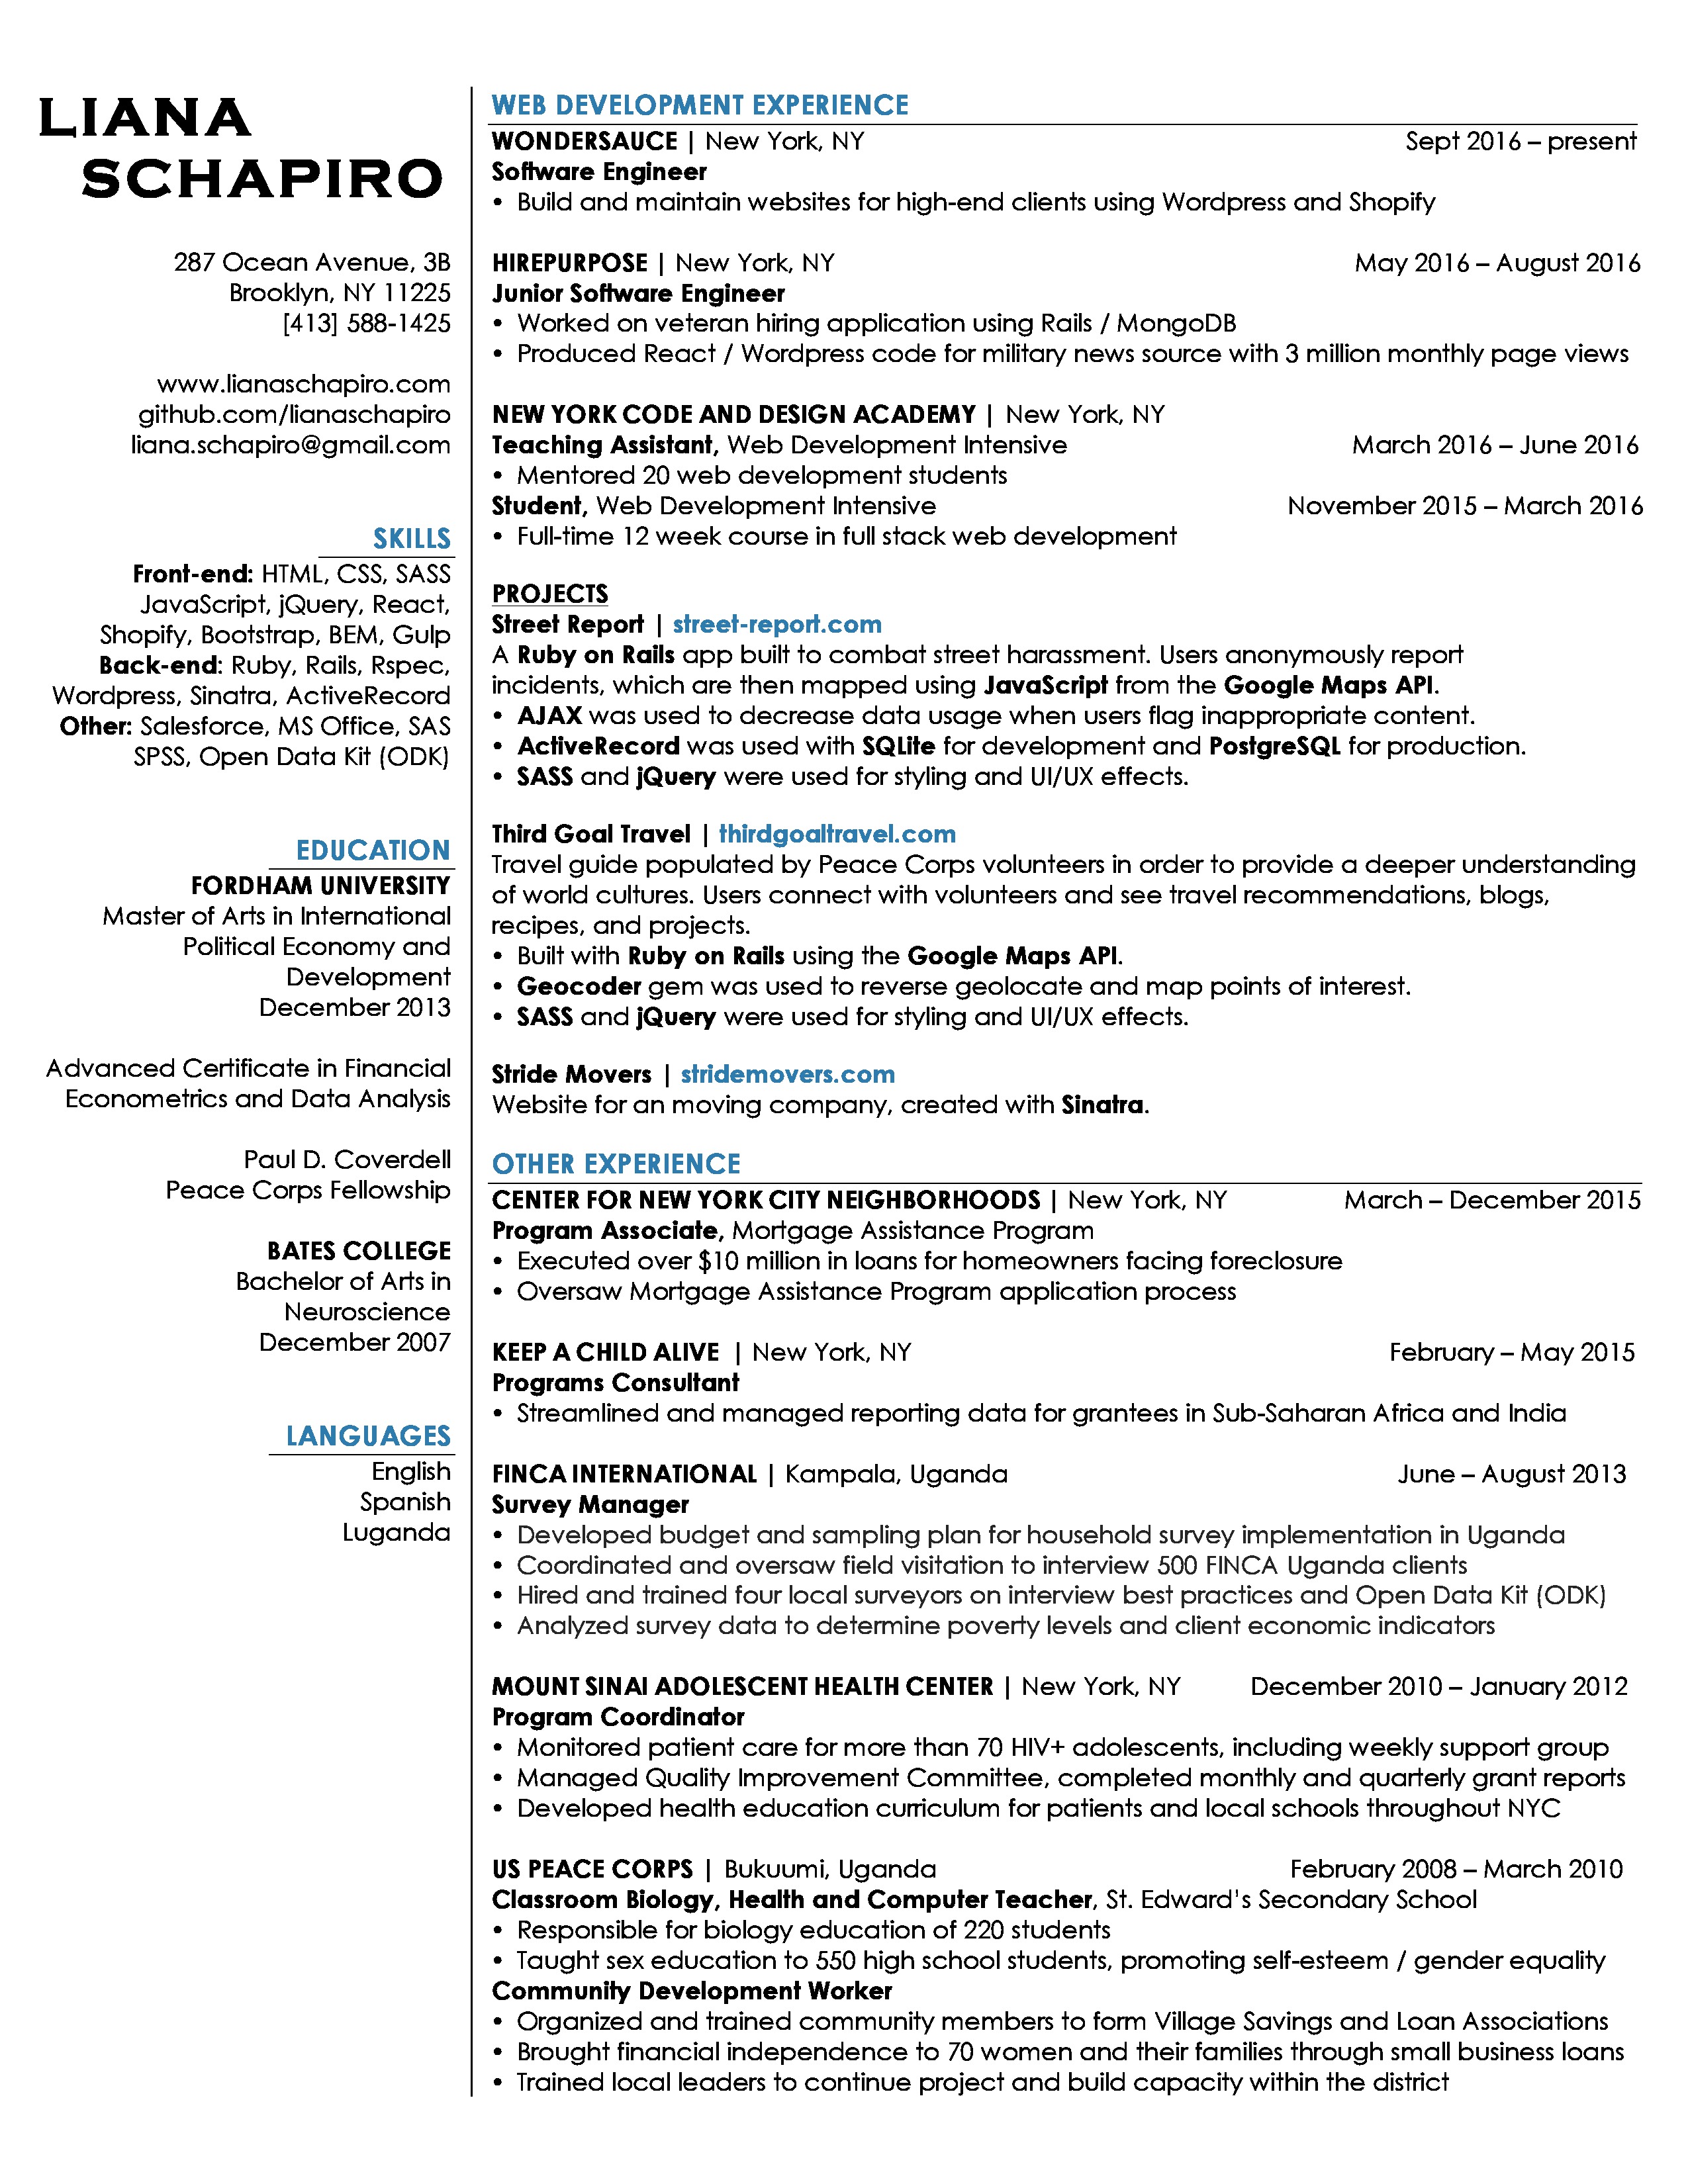 LIANA
SCHAPIRO
287 Ocean Avenue, 3B
Brooklyn, NY 11225
[413] 588-1425
www.lianaschapiro.com
github.com/lianaschapiro
liana.schapiro@gmail.com
SKILLS
Front-end: HTML, CSS, SASS
JavaScript, jQuery, React,
Shopify, Bootstrap, BEM, Gulp
Back-end: Ruby, Rails, Rspec,
Wordpress, Sinatra, ActiveRecord
Other: Salesforce, MS Office, SAS
SPSS, Open Data Kit (ODK)
EDUCATION
FORDHAM UNIVERSITY
Master of Arts in International
Political Economy and
Development
December 2013
Advanced Certificate in Financial
Econometrics and Data Analysis
Paul D. Coverdell
Peace Corps Fellowship
BATES COLLEGE
Bachelor of Arts in
Neuroscience
December 2007
LANGUAGES
English
Spanish
Luganda
WEB DEVELOPMENT EXPERIENCE
WONDERSAUCE | New York, NY Sept 2016 – present
Software Engineer
• Build and maintain websites for high-end clients using Wordpress and Shopify
HIREPURPOSE | New York, NY May 2016 – August 2016
Junior Software Engineer
• Worked on veteran hiring application using Rails / MongoDB
• Produced React / Wordpress code for military news source with 3 million monthly page views
NEW YORK CODE AND DESIGN ACADEMY | New York, NY
Teaching Assistant, Web Development Intensive March 2016 – June 2016
• Mentored 20 web development students
Student, Web Development Intensive November 2015 – March 2016
• Full-time 12 week course in full stack web development
PROJECTS
Street Report | street-report.com
A Ruby on Rails app built to combat street harassment. Users anonymously report
incidents, which are then mapped using JavaScript from the Google Maps API.
• AJAX was used to decrease data usage when users flag inappropriate content.
• ActiveRecord was used with SQLite for development and PostgreSQL for production.
• SASS and jQuery were used for styling and UI/UX effects.
Third Goal Travel | thirdgoaltravel.com
Travel guide populated by Peace Corps volunteers in order to provide a deeper understanding
of world cultures. Users connect with volunteers and see travel recommendations, blogs,
recipes, and projects.
• Built with Ruby on Rails using the Google Maps API.
• Geocoder gem was used to reverse geolocate and map points of interest.
• SASS and jQuery were used for styling and UI/UX effects.
Stride Movers | stridemovers.com
Website for an moving company, created with Sinatra.
OTHER EXPERIENCE
CENTER FOR NEW YORK CITY NEIGHBORHOODS | New York, NY March – December 2015
Program Associate, Mortgage Assistance Program
• Executed over $10 million in loans for homeowners facing foreclosure
• Oversaw Mortgage Assistance Program application process
KEEP A CHILD ALIVE | New York, NY February – May 2015
Programs Consultant
• Streamlined and managed reporting data for grantees in Sub-Saharan Africa and India
FINCA INTERNATIONAL | Kampala, Uganda June – August 2013
Survey Manager
• Developed budget and sampling plan for household survey implementation in Uganda
• Coordinated and oversaw field visitation to interview 500 FINCA Uganda clients
• Hired and trained four local surveyors on interview best practices and Open Data Kit (ODK)
• Analyzed survey data to determine poverty levels and client economic indicators
MOUNT SINAI ADOLESCENT HEALTH CENTER | New York, NY December 2010 – January 2012
Program Coordinator
• Monitored patient care for more than 70 HIV+ adolescents, including weekly support group
• Managed Quality Improvement Committee, completed monthly and quarterly grant reports
• Developed health education curriculum for patients and local schools throughout NYC
US PEACE CORPS | Bukuumi, Uganda February 2008 – March 2010
Classroom Biology, Health and Computer Teacher, St. Edward's Secondary School
• Responsible for biology education of 220 students
• Taught sex education to 550 high school students, promoting self-esteem / gender equality
Community Development Worker
• Organized and trained community members to form Village Savings and Loan Associations
• Brought financial independence to 70 women and their families through small business loans
• Trained local leaders to continue project and build capacity within the district